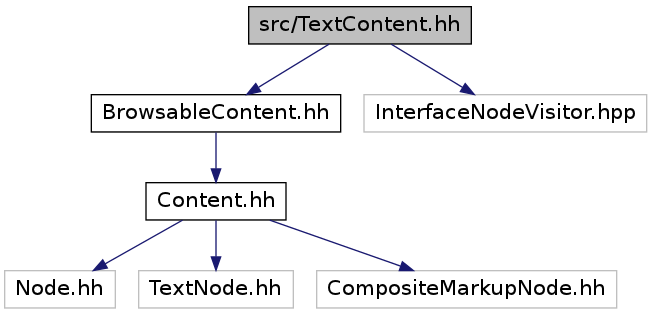 src/TextContent.hh
BrowsableContent.hh
InterfaceNodeVisitor.hpp
Content.hh
Node.hh
TextNode.hh
CompositeMarkupNode.hh